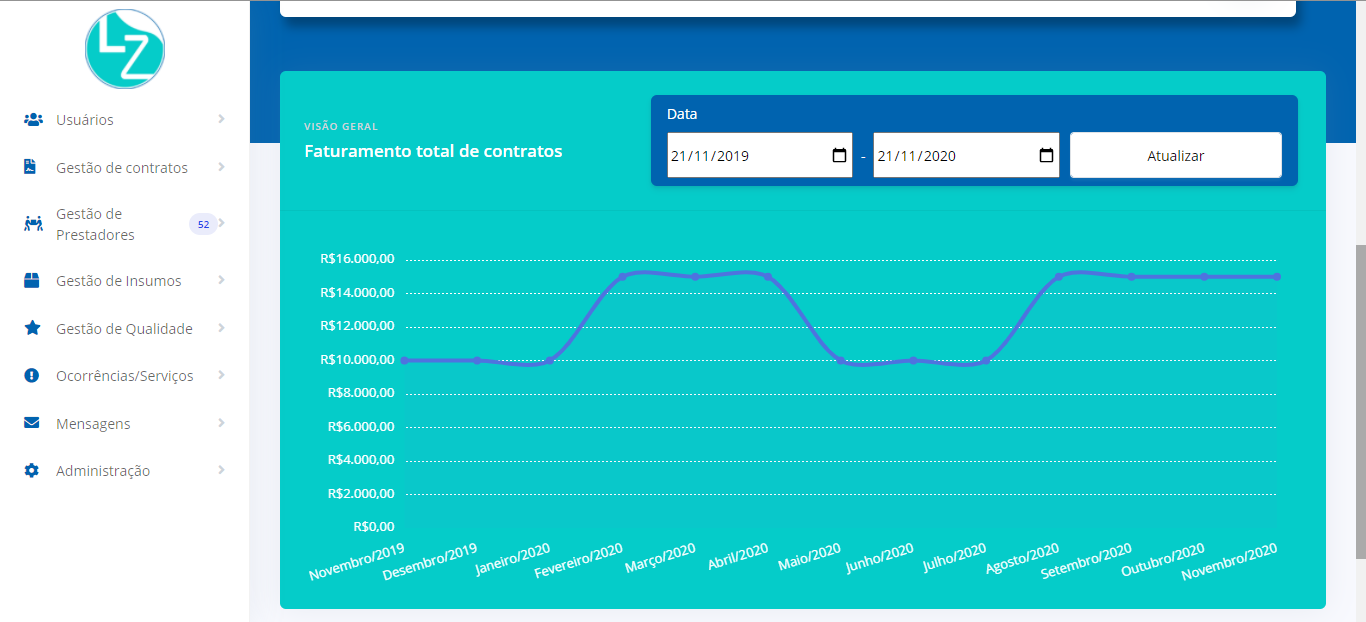 LZ
Usuários
Gestão de contratos
Gestão de
Prestadores
52
Gestão de Insumos
Gestão de Qualidade
Ocorrências/Serviços
Mensagens
Administração
VISÃO GERAL
Faturamento total de contratos
Data
21/11/2019 - 21/11/2020 Atualizar
R$16.000,00
R$14.000,00
R$12.000,00
R$10.000,00
R$8.000,00
R$6.000,00
R$4.000,00
R$2.000,00
R$0,00
Novembro/2019
Desembro/2019
Janeiro/2020
Fevereiro/2020
Março/2020
Abril/2020
Maio/2020
Junho/2020
Julho/2020
Agosto/2020
Setembro/2020
Outubro/2020
Novembro/2020